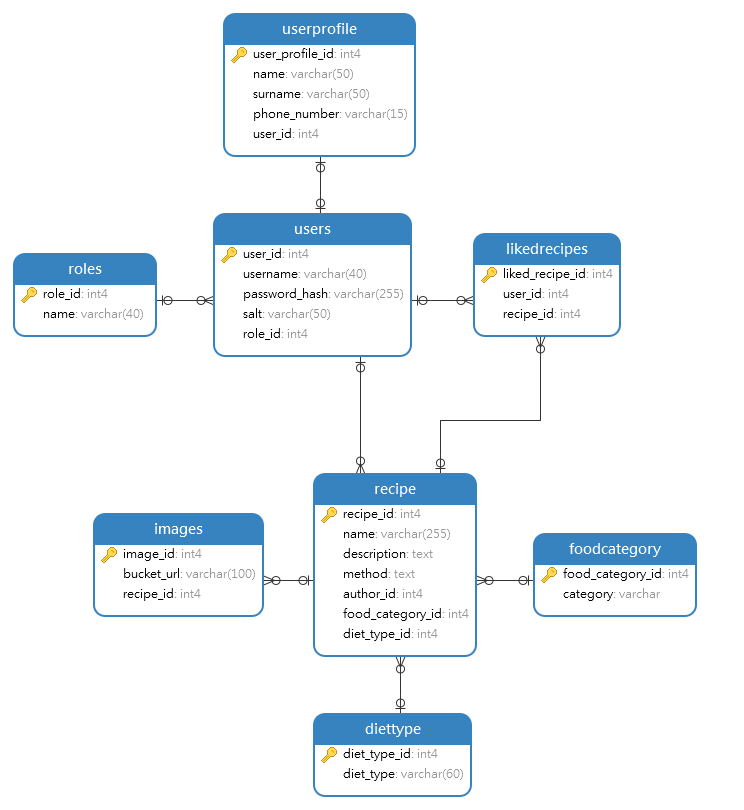 userprofile
user_profile_id: int4
name: varchar(50)
surname: varchar(50)
phone_number: varchar(15)
user_id: int4
users
user_id: int4
username: varchar(40)
password_hash: varchar(255)
salt: varchar(50)
role_id: int4
likedrecipes
liked_recipe_id: int4
user_id: int4
recipe_id: int4
roles
role_id: int4
name: varchar(40)
recipe
recipe_id: int4
name: varchar(255)
description: text
method: text
author_id: int4
food_category_id: int4
diet_type_id: int4
images
image_id: int4
bucket_url: varchar(100)
recipe_id: int4
foodcategory
food_category_id: int4
category: varchar
diettype
diet_type_id: int4
diet_type: varchar(60)